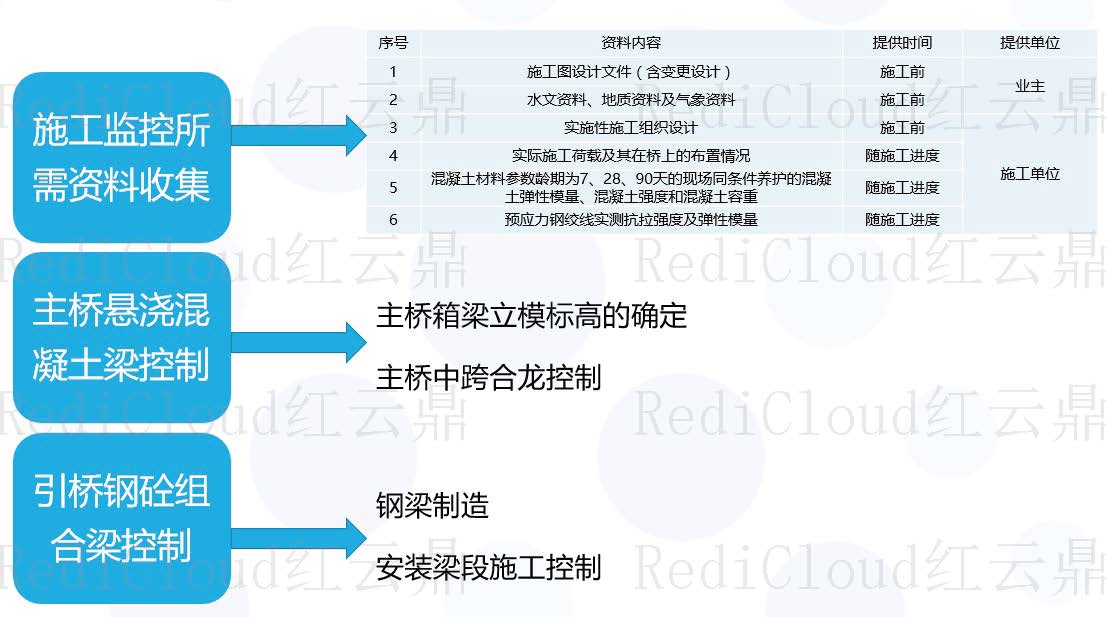 施工监控所
需资料收集
序号 资料内容 提供时间 提供单位
1 施工图设计文件（含变更设计） 施工前 业主
2 水文资料、地质资料及气象资料 施工前
3 实施性施工组织设计 施工前 施工单位
4 实际施工荷载及其在桥上的布置情况 随施工进度
5 混凝土材料参数龄期为7、28、90天的现场同条件养护的混凝
土弹性模量、混凝土强度和混凝土容重 随施工进度
6 预应力钢绞线实测抗拉强度及弹性模量 随施工进度
主桥悬浇混
凝土梁控制
主桥箱梁立模标高的确定
主桥中跨合龙控制
引桥钢砼组
合梁控制
钢梁制造
安装梁段施工控制
RediCloud红云鼎
RediCloud红云鼎
RediCloud红云鼎
RediCloud红云鼎
RediCloud红云鼎
RediCloud红云鼎
RediCloud红云鼎
RediCloud红云鼎